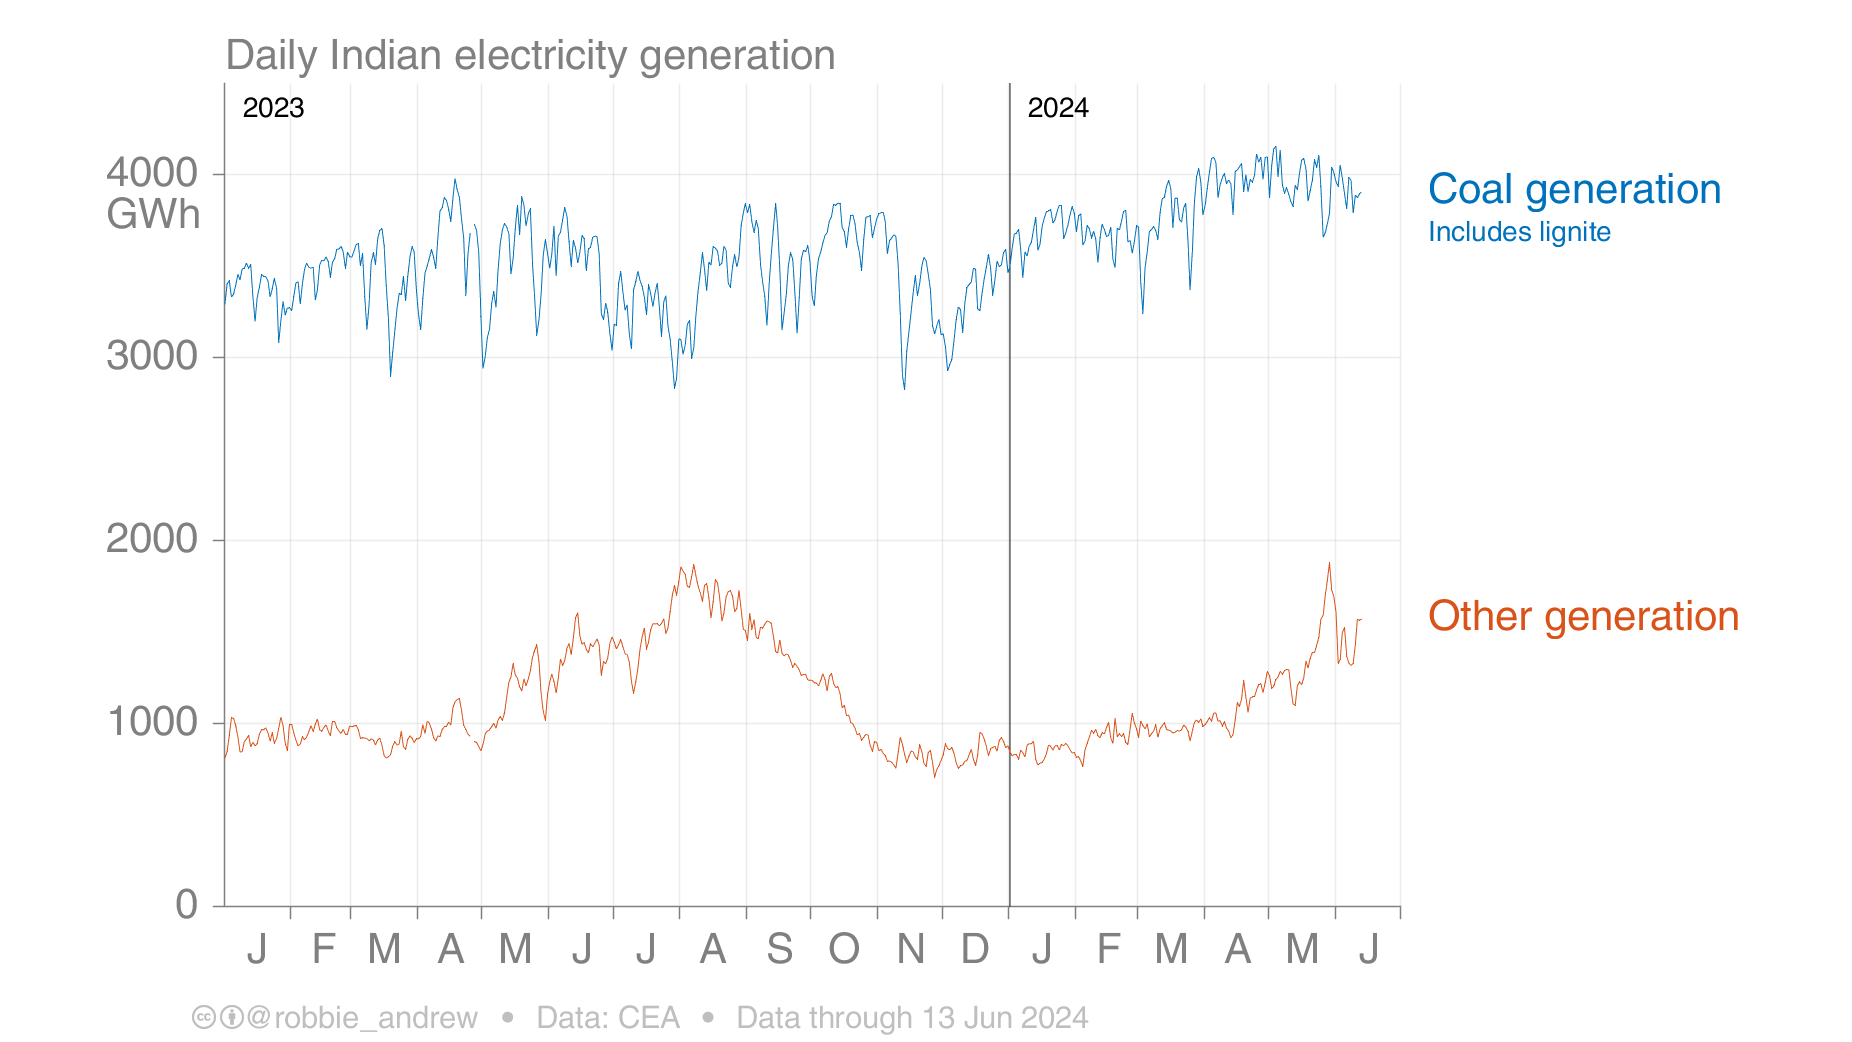 Daily Indian electricity generation
2023
2024
4000
GWh
3000
2000
1000
0
Coal generation
Includes lignite
Other generation
J F M A M J J A S O N D J F M A M J
@robbie_andrew • Data: CEA • Data through 13 Jun 2024